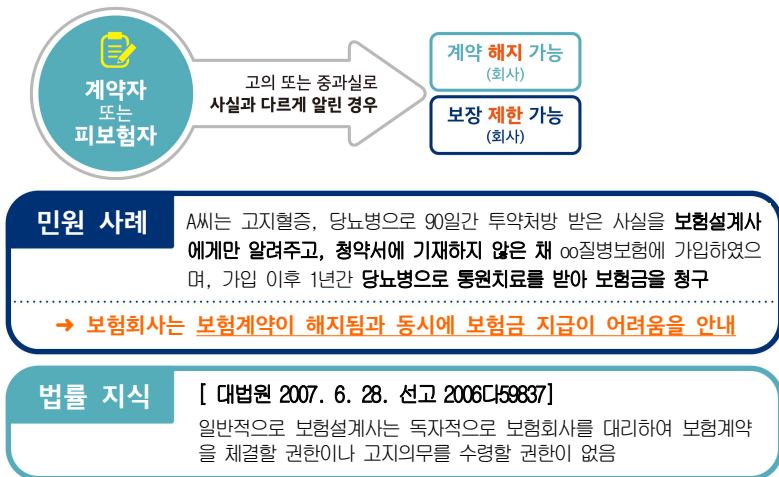 계약자
또는
피보험자
고의 또는 중과실로
사실과 다르게 알린 경우
계약 해지 가능
(회사)
보장 제한 가능
(회사)
민원 사례
A씨는 고지혈증, 당뇨병으로 90일간 투약처방 받은 사실을 보험설계사
에게만 알려주고, 청약서에 기재하지 않은 채 oo질병보험에 가입하였으
며, 가입 이후 1년간 당뇨병으로 통원치료를 받아 보험금을 청구
➜ 보험회사는 보험계약이 해지됨과 동시에 보험금 지급이 어려움을 안내
법률 지식
[ 대법원 2007. 6. 28. 선고 2006다59837]
일반적으로 보험설계사는 독자적으로 보험회사를 대리하여 보험계약
을 체결할 권한이나 고지의무를 수령할 권한이 없음